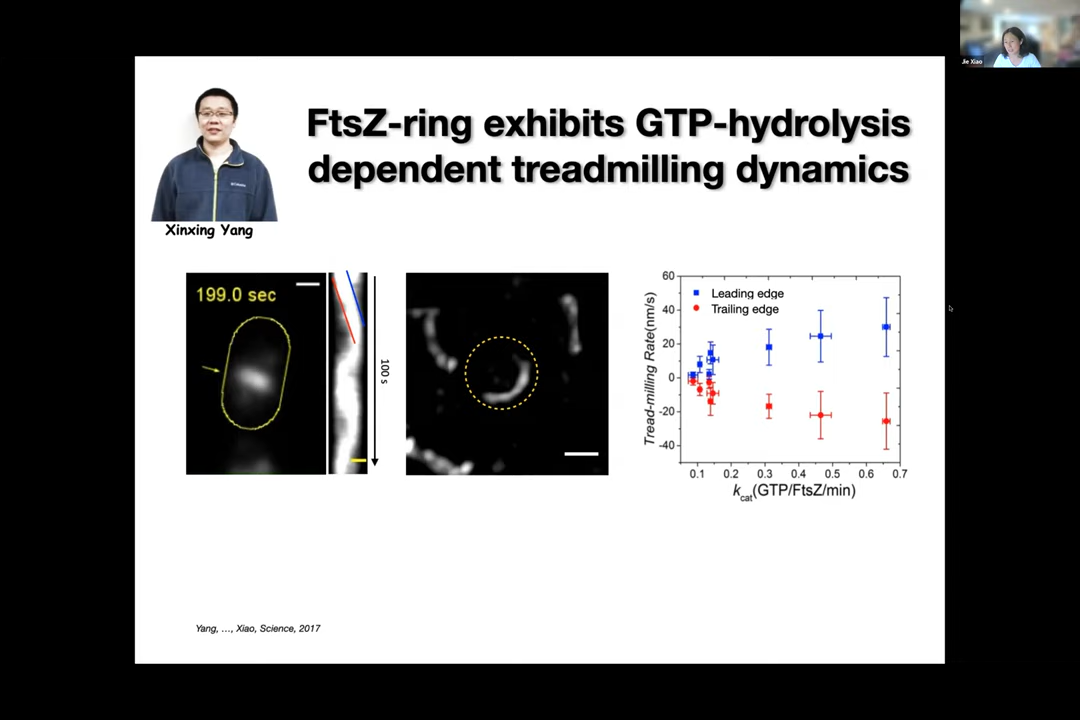 Jie Xiao
FtsZ-ring exhibits GTP-hydrolysis
dependent treadmilling dynamics
Xinxing Yang
199.0 sec
100 s
60
40
20
0
-20
-40
Tread-milling Rate(nm/s)
Leading edge
Trailing edge
0.1 0.2 0.3 0.4 0.5 0.6 0.7
kcat(GTP/FtsZ/min)
Yang, ..., Xiao, Science, 2017